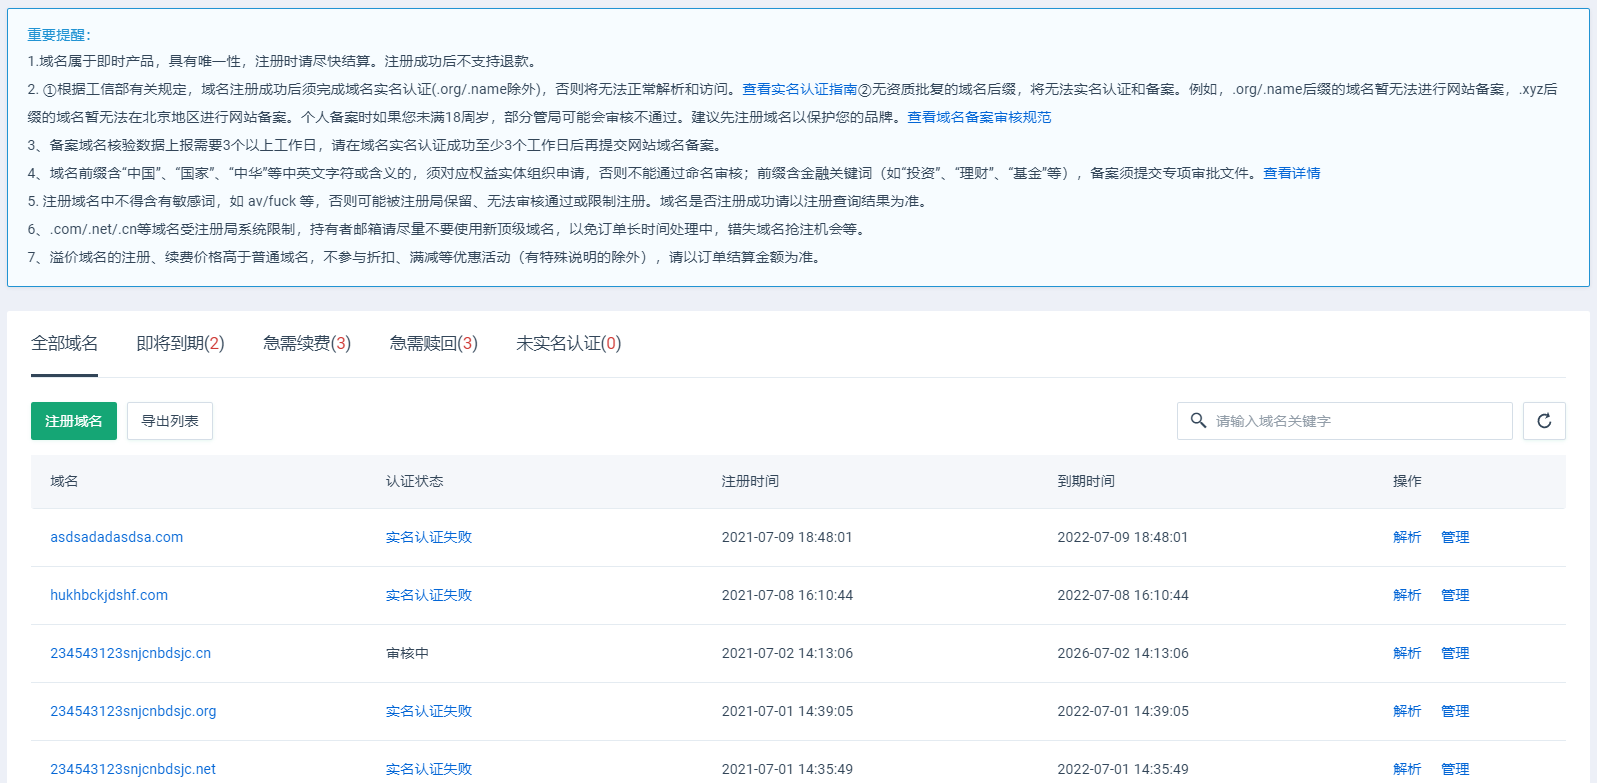 重要提醒：
1.域名属于即时产品，具有唯一性，注册时请尽快结算。注册成功后不支持退款。
2. ①根据工信部有关规定，域名注册成功后须完成域名实名认证(.org/.name除外)，否则将无法正常解析和访问。查看实名认证指南②无资质批复的域名后缀，将无法实名认证和备案。例如，.org/.name后缀的域名暂无法进行网站备案，.xyz后
缀的域名暂无法在北京地区进行网站备案。个人备案时如果您未满18周岁，部分管局可能会审核不通过。建议先注册域名以保护您的品牌。查看域名备案审核规范
3、备案域名核验数据上报需要3个以上工作日，请在域名实名认证成功至少3个工作日后再提交网站域名备案。
4、域名前缀含“中国”、“国家”、“中华”等中英文字符或含义的，须对应权益实体组织申请，否则不能通过命名审核；前缀含金融关键词（如“投资”、“理财”、“基金”等），备案须提交专项审批文件。查看详情
5. 注册域名中不得含有敏感词，如 av/fuck 等，否则可能被注册局保留、无法审核通过或限制注册。域名是否注册成功请以注册查询结果为准。
6、.com/.net/.cn等域名受注册局系统限制，持有者邮箱请尽量不要使用新顶级域名，以免订单长时间处理中，错失域名抢注机会等。
7、溢价域名的注册、续费价格高于普通域名，不参与折扣、满减等优惠活动（有特殊说明的除外），请以订单结算金额为准。
全部域名 即将到期(2) 急需续费(3) 急需赎回(3) 未实名认证(0)
注册域名 导出列表 请输入域名关键字
域名 认证状态 注册时间 到期时间 操作
asdsadadasdsa.com 实名认证失败 2021-07-09 18:48:01 2022-07-09 18:48:01 解析 管理
hukhbckjdshf.com 实名认证失败 2021-07-08 16:10:44 2022-07-08 16:10:44 解析 管理
234543123snjcnbdsjc.cn 审核中 2021-07-02 14:13:06 2026-07-02 14:13:06 解析 管理
234543123snjcnbdsjc.org 实名认证失败 2021-07-01 14:39:05 2022-07-01 14:39:05 解析 管理
234543123snjcnbdsjc.net 实名认证失败 2021-07-01 14:35:49 2022-07-01 14:35:49 解析 管理